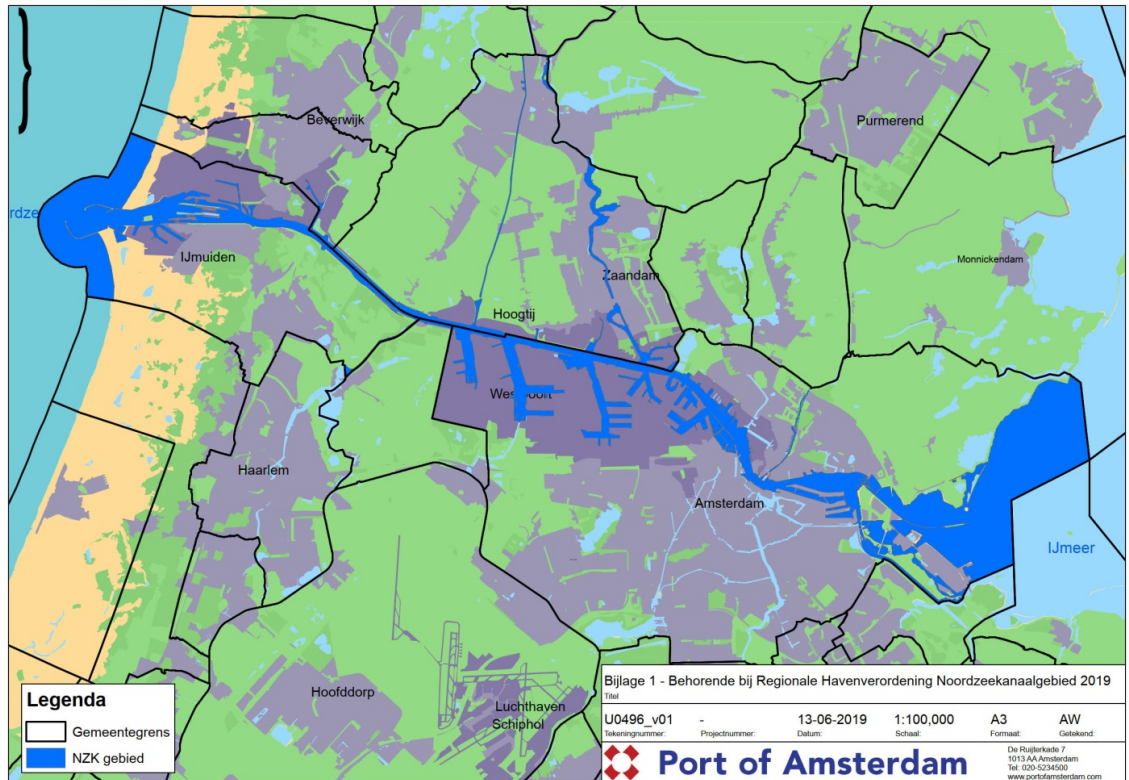 }
Beverwijk
Purmerend
rdze
IJmuiden
Zaandam
Monnickendam
Hoogtij
Westpoort
Haarlem
Amsterdam
IJmeer
Hoofddorp
Luchthaven
Schiphol
Legenda
Gemeentegrens
NZK gebied
Bijlage 1 - Behorende bij Regionale Havenverordening Noordzeekanaalgebied 2019
Titel
U0496_v01 - 13-06-2019 1:100,000 A3 AW
Tekeningnummer: Projectnummer: Datum: Schaal: Formaat: Getekend:
Port of Amsterdam
De Ruijterkade 7
1013 AA Amsterdam
Tel: 020-5234500
www.portofamsterdam.com